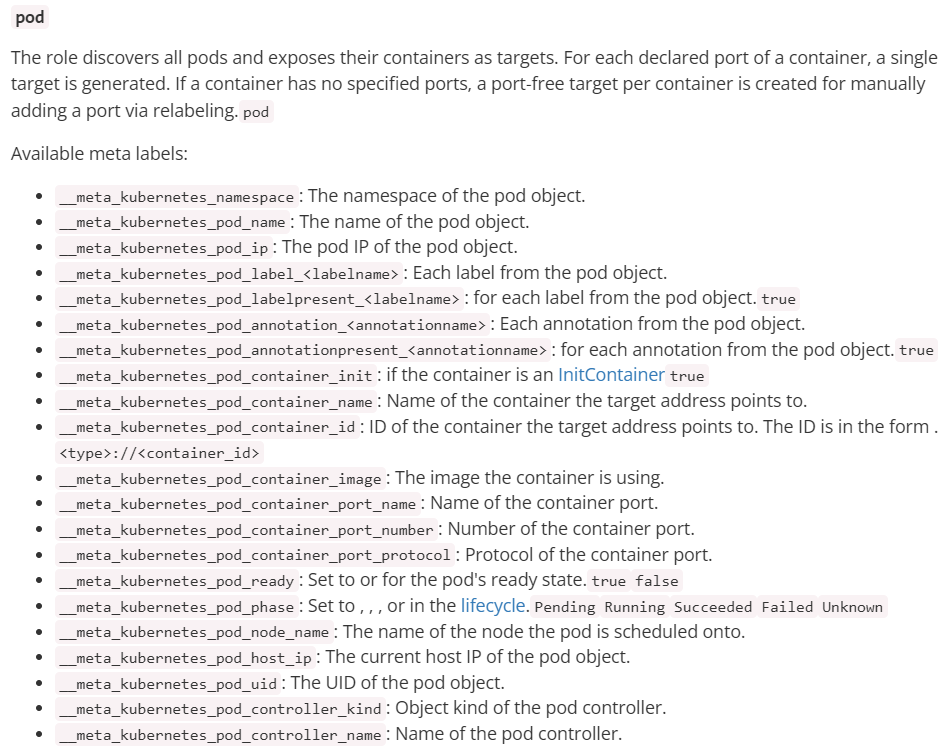 pod
The role discovers all pods and exposes their containers as targets. For each declared port of a container, a single
target is generated. If a container has no specified ports, a port-free target per container is created for manually
adding a port via relabeling. pod
Available meta labels:
__meta_kubernetes_namespace: The namespace of the pod object.
__meta_kubernetes_pod_name: The name of the pod object.
__meta_kubernetes_pod_ip: The pod IP of the pod object.
__meta_kubernetes_pod_label_<labelname>: Each label from the pod object.
__meta_kubernetes_pod_labelpresent_<labelname>: for each label from the pod object. true
__meta_kubernetes_pod_annotation_<annotationname>: Each annotation from the pod object.
__meta_kubernetes_pod_annotationpresent_<annotationname>: for each annotation from the pod object. true
__meta_kubernetes_pod_container_init: if the container is an InitContainer true
__meta_kubernetes_pod_container_name: Name of the container the target address points to.
__meta_kubernetes_pod_container_id: ID of the container the target address points to. The ID is in the form .
<type>://<container_id>
__meta_kubernetes_pod_container_image: The image the container is using.
__meta_kubernetes_pod_container_port_name: Name of the container port.
__meta_kubernetes_pod_container_port_number: Number of the container port.
__meta_kubernetes_pod_container_port_protocol: Protocol of the container port.
__meta_kubernetes_pod_ready: Set to or for the pod's ready state. true false
__meta_kubernetes_pod_phase: Set to , , , or in the lifecycle. Pending Running Succeeded Failed Unknown
__meta_kubernetes_pod_node_name: The name of the node the pod is scheduled onto.
__meta_kubernetes_pod_host_ip: The current host IP of the pod object.
__meta_kubernetes_pod_uid: The UID of the pod object.
__meta_kubernetes_pod_controller_kind: Object kind of the pod controller.
__meta_kubernetes_pod_controller_name: Name of the pod controller.